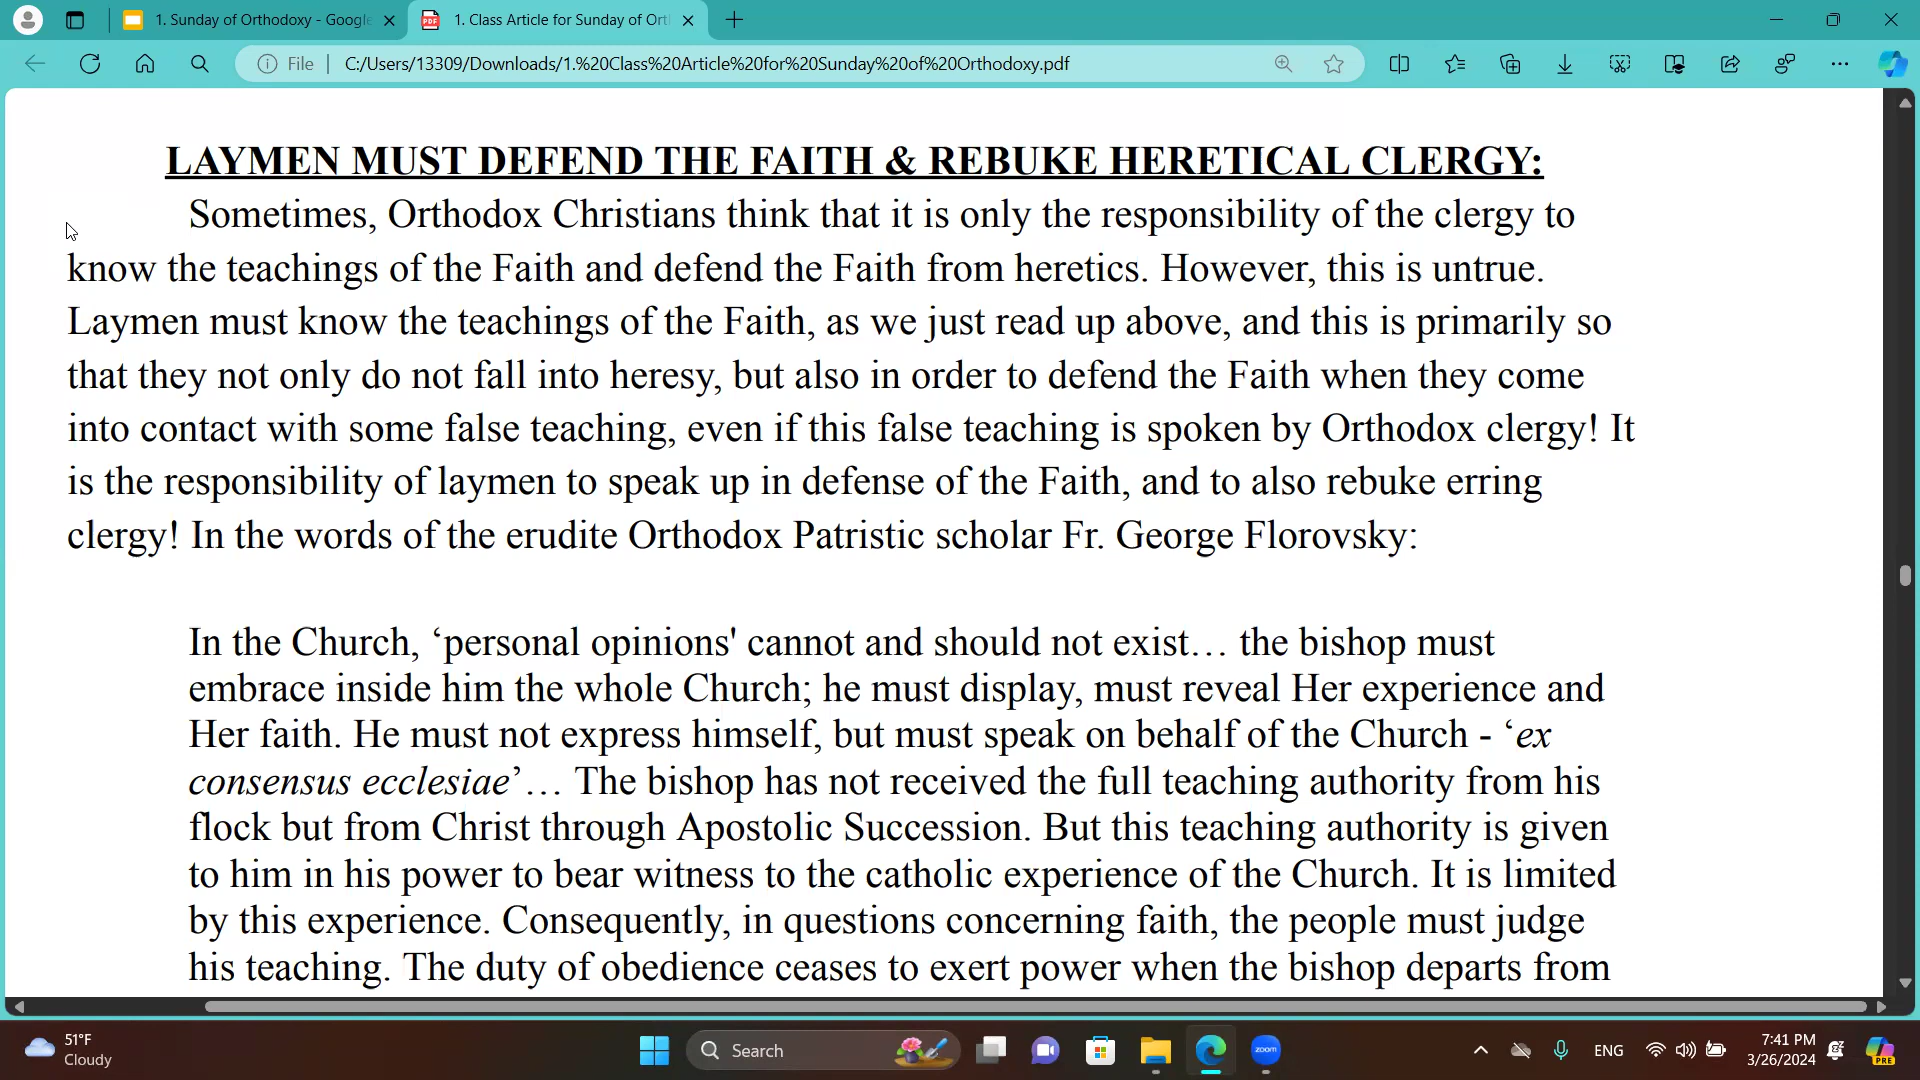 1. Sunday of Orthodoxy - Google
1. Class Article for Sunday of Ort
File
C:/Users/13309/Downloads/1.%20Class%20Article%20for%20Sunday%20of%20Orthodoxy.pdf
LAYMEN MUST DEFEND THE FAITH & REBUKE HERETICAL CLERGY:
Sometimes, Orthodox Christians think that it is only the responsibility of the clergy to
know the teachings of the Faith and defend the Faith from heretics. However, this is untrue.
Laymen must know the teachings of the Faith, as we just read up above, and this is primarily so
that they not only do not fall into heresy, but also in order to defend the Faith when they come
into contact with some false teaching, even if this false teaching is spoken by Orthodox clergy! It
is the responsibility of laymen to speak up in defense of the Faith, and to also rebuke erring
clergy! In the words of the erudite Orthodox Patristic scholar Fr. George Florovsky:
In the Church, ‘personal opinions' cannot and should not exist… the bishop must
embrace inside him the whole Church; he must display, must reveal Her experience and
Her faith. He must not express himself, but must speak on behalf of the Church - ‘ex
consensus ecclesiae’… The bishop has not received the full teaching authority from his
flock but from Christ through Apostolic Succession. But this teaching authority is given
to him in his power to bear witness to the catholic experience of the Church. It is limited
by this experience. Consequently, in questions concerning faith, the people must judge
his teaching. The duty of obedience ceases to exert power when the bishop departs from
51°F
Cloudy
Search
zoom
ENG
7:41 PM
3/26/2024
PRE